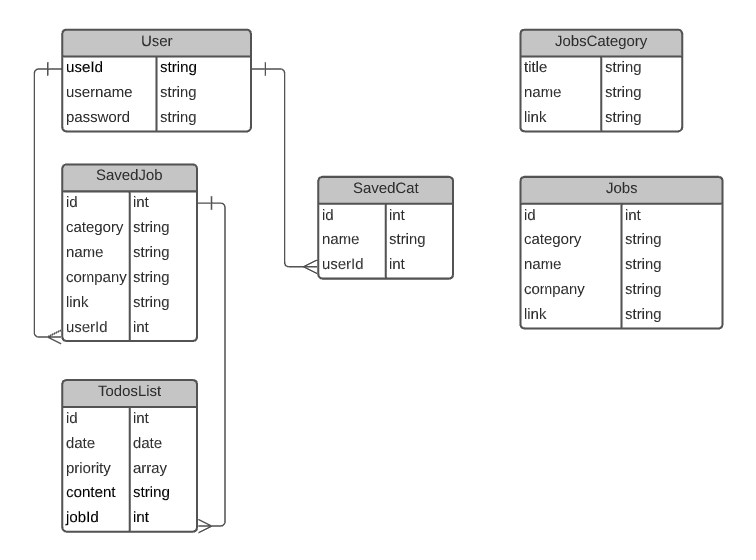 User
useId string
username string
password string
JobsCategory
title string
name string
link string
SavedJob
id int
category string
name string
company string
link string
userId int
SavedCat
id int
name string
userId int
Jobs
id int
category string
name string
company string
link string
TodosList
id int
date date
priority array
content string
jobId int